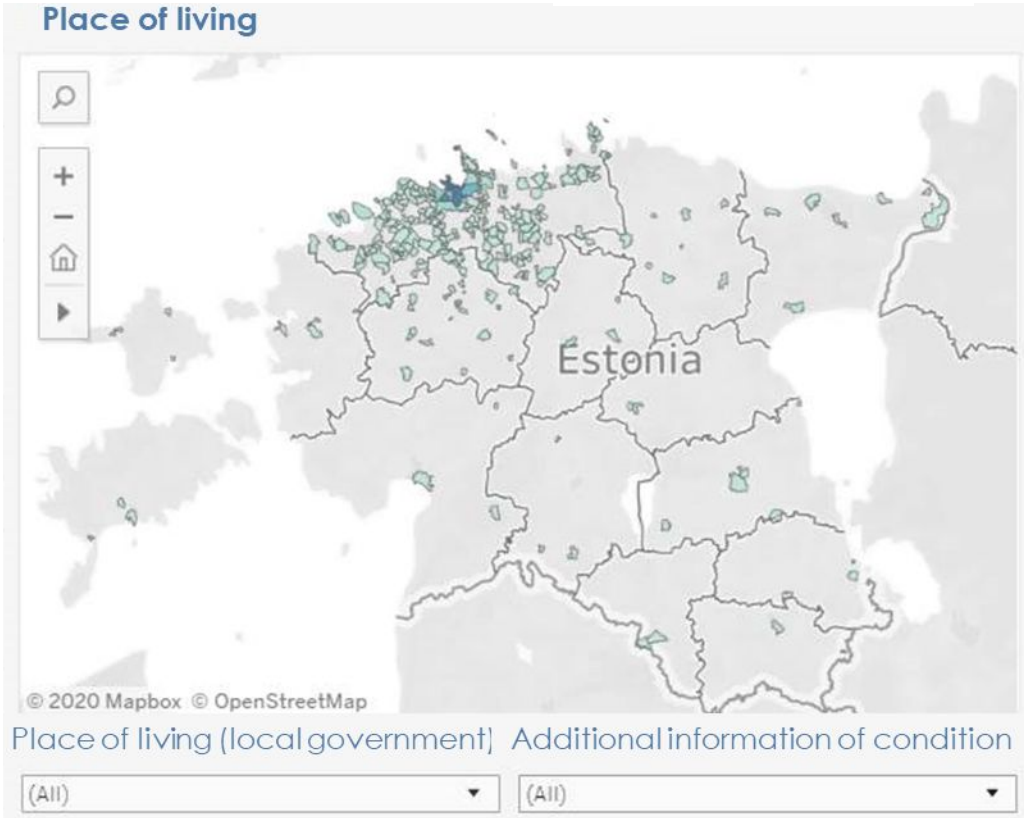 Place of living
+
−
Estonia
© 2020 Mapbox © OpenStreetMap
Place of living (local government) Additional information of condition
(All) (All)